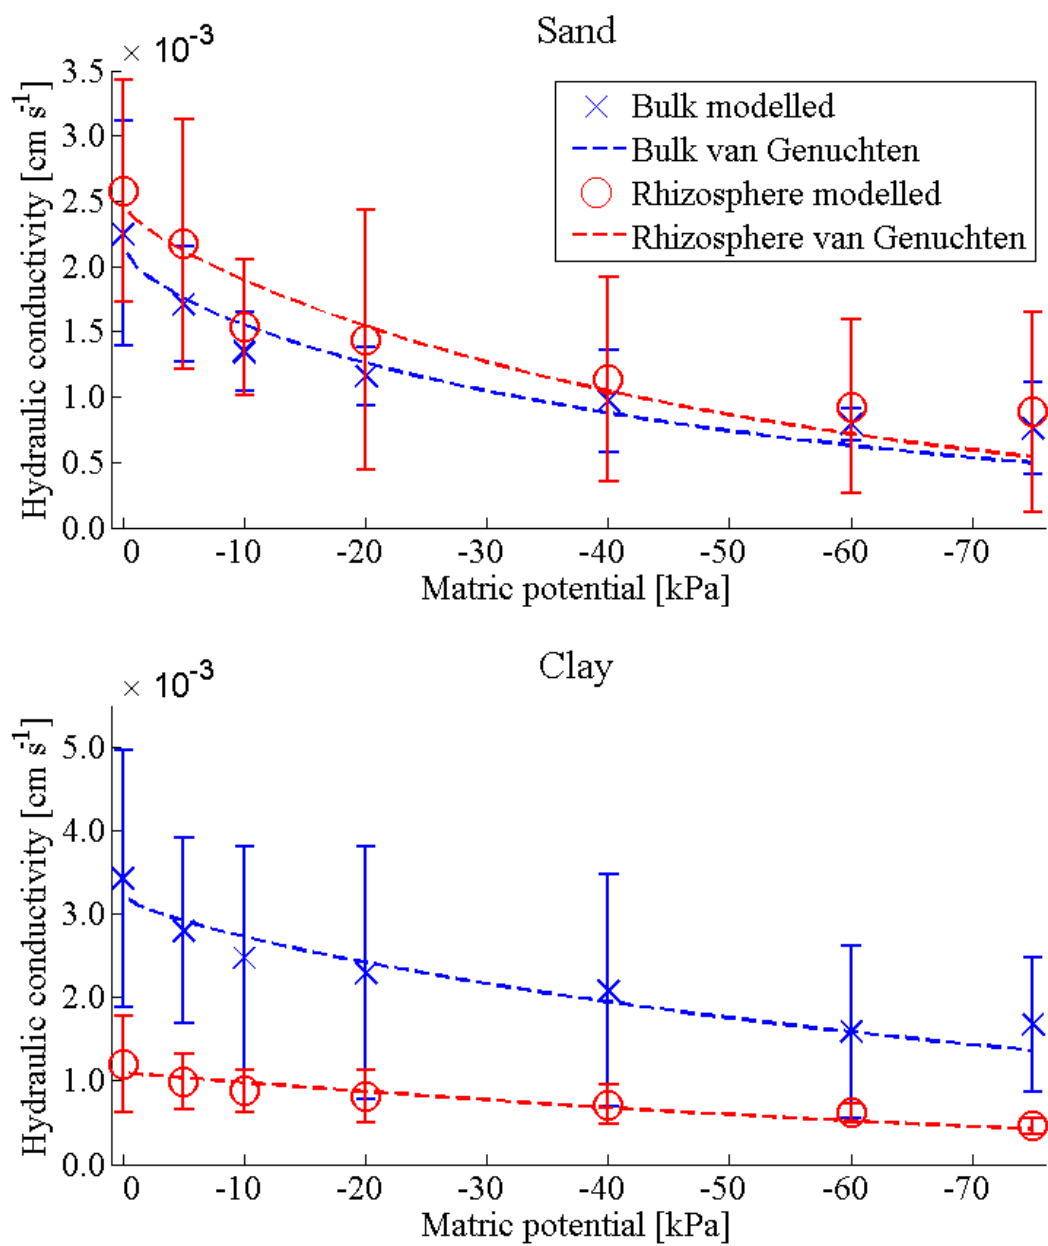 Sand
× 10-3
3.5
3.0
2.5
2.0
1.5
1.0
0.5
0.0
Hydraulic conductivity [cm s-1]
Bulk modelled
Bulk van Genuchten
Rhizosphere modelled
Rhizosphere van Genuchten
0 -10 -20 -30 -40 -50 -60 -70
Matric potential [kPa]
Clay
× 10-3
5.0
4.0
3.0
2.0
1.0
0.0
Hydraulic conductivity [cm s-1]
0 -10 -20 -30 -40 -50 -60 -70
Matric potential [kPa]